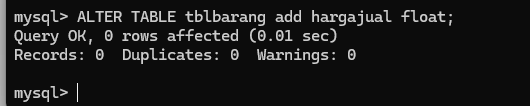 mysql> ALTER TABLE tblbarang add hargajual float;
Query OK, 0 rows affected (0.01 sec)
Records: 0  Duplicates: 0  Warnings: 0
mysql>